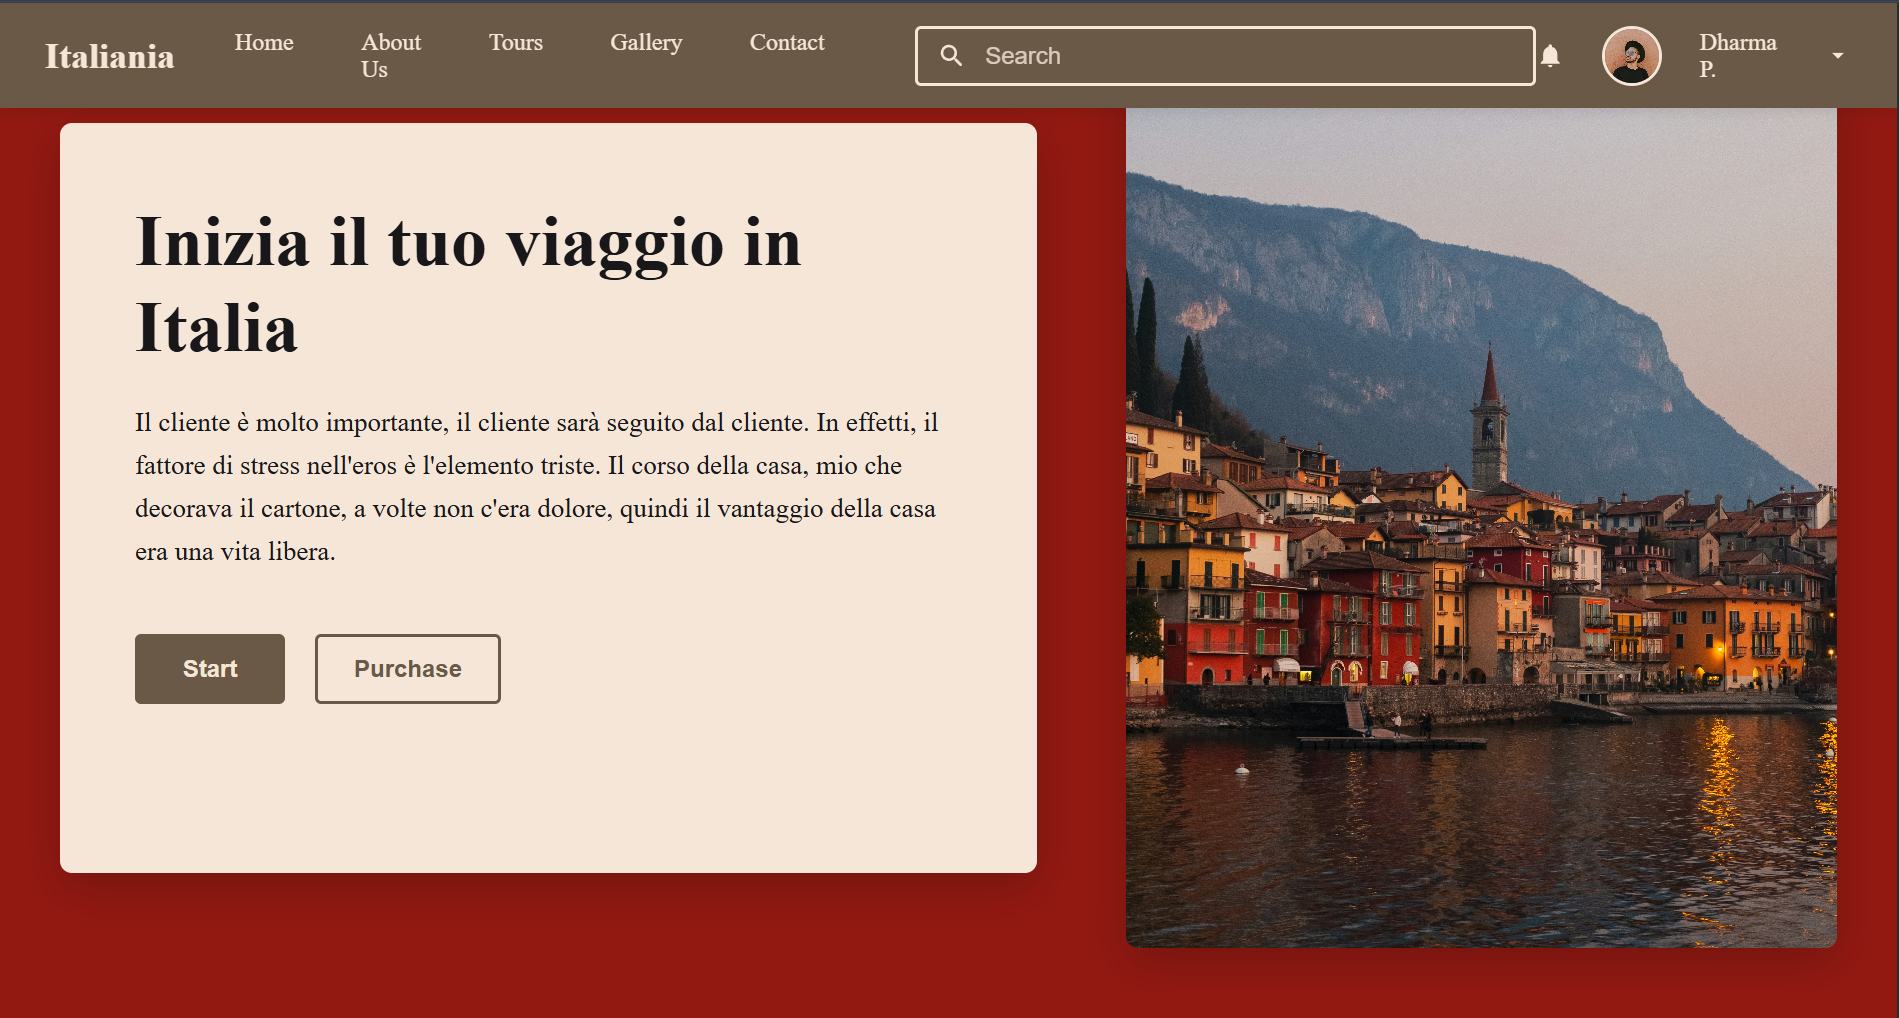 Italiania
Home
About
Us
Tours
Gallery
Contact
Search
Dharma
P.
Inizia il tuo viaggio in
Italia
Il cliente è molto importante, il cliente sarà seguito dal cliente. In effetti, il
fattore di stress nell'eros è l'elemento triste. Il corso della casa, mio che
decorava il cartone, a volte non c'era dolore, quindi il vantaggio della casa
era una vita libera.
Start
Purchase